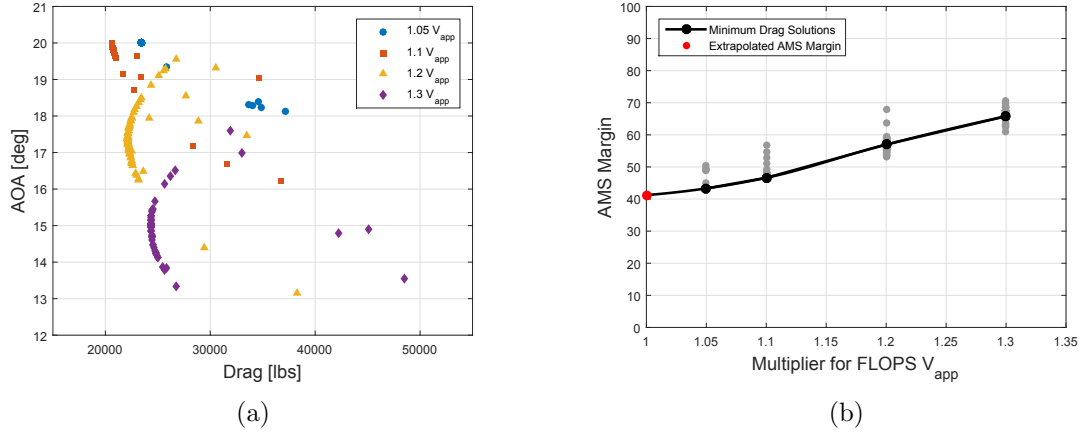 21
20
19
18
17
16
15
14
13
12
AOA [deg]
20000 30000 40000 50000
Drag [lbs]
1.05 V_app
1.1 V_app
1.2 V_app
1.3 V_app
(a)
100
90
80
70
60
50
40
30
20
10
0
AMS Margin
Minimum Drag Solutions
Extrapolated AMS Margin
1 1.05 1.1 1.15 1.2 1.25 1.3 1.35
Multiplier for FLOPS V_app
(b)